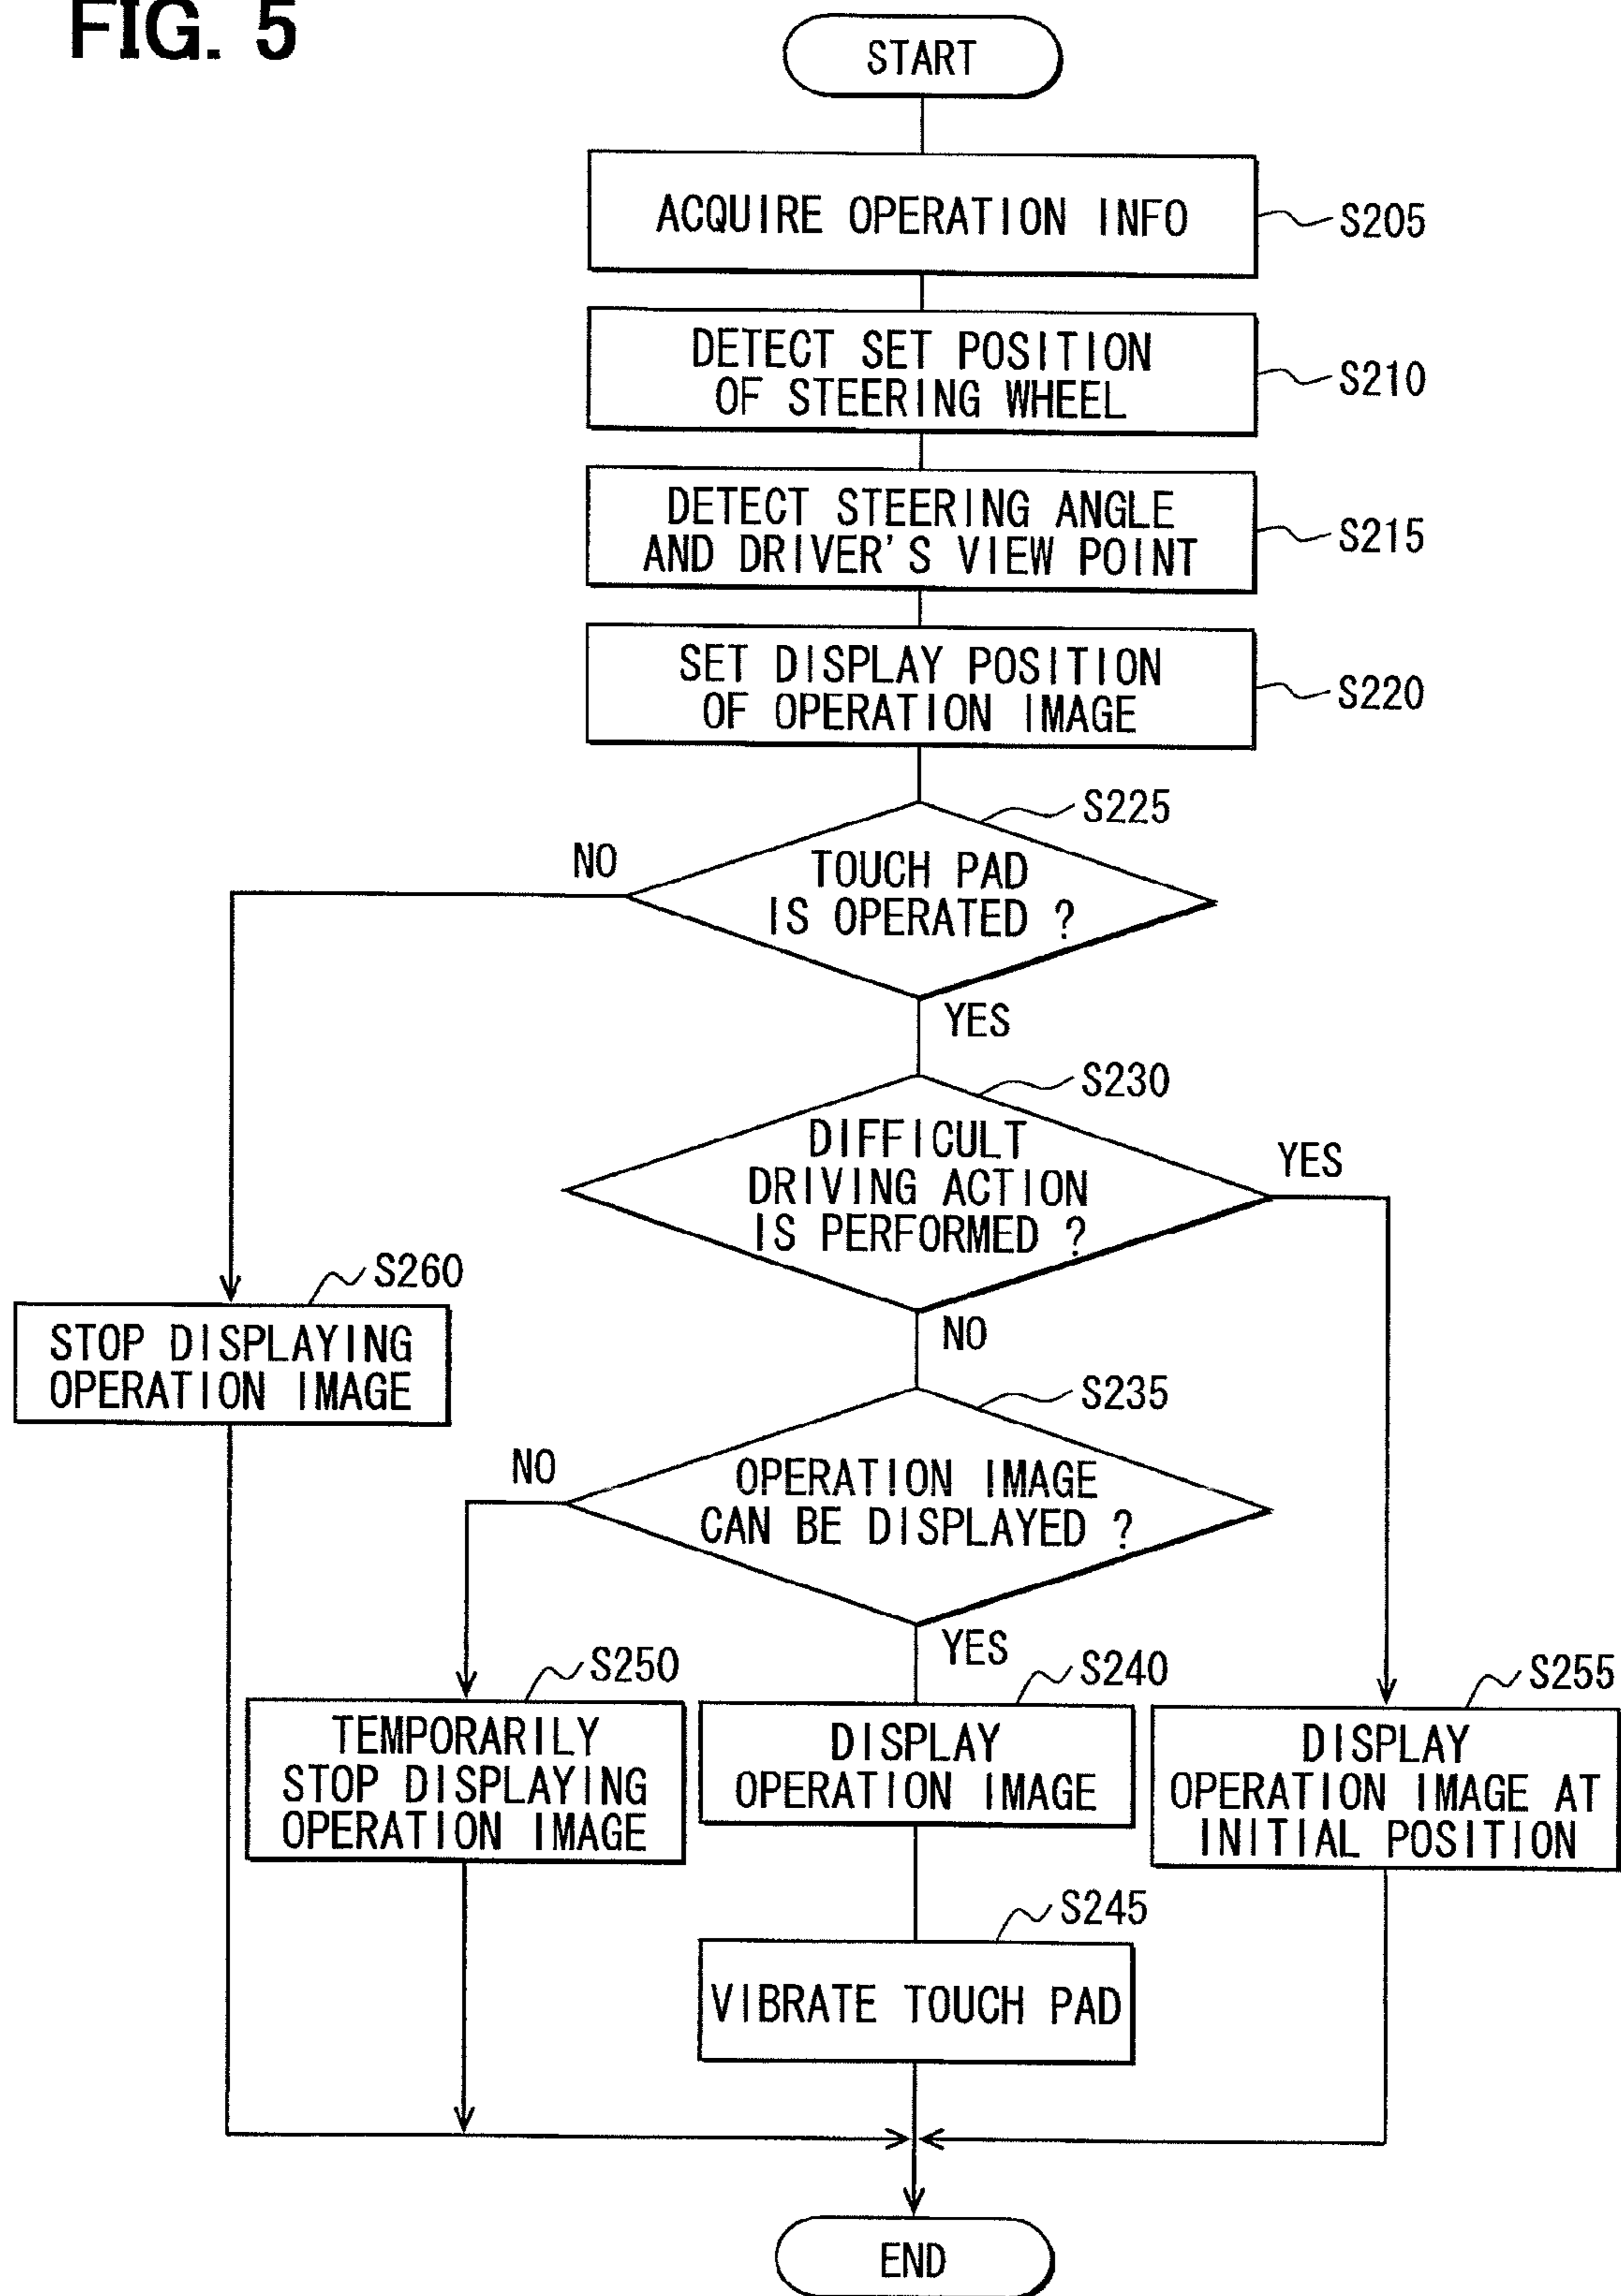 FIG. 5
START
ACQUIRE OPERATION INFO
S205
DETECT SET POSITION
OF STEERING WHEEL
S210
DETECT STEERING ANGLE
AND DRIVER'S VIEW POINT
S215
SET DISPLAY POSITION
OF OPERATION IMAGE
S220
S225
NO
TOUCH PAD
IS OPERATED ?
YES
S230
DIFFICULT
DRIVING ACTION
IS PERFORMED ?
YES
NO
S260
STOP DISPLAYING
OPERATION IMAGE
S235
NO
OPERATION IMAGE
CAN BE DISPLAYED ?
YES
S250
TEMPORARILY
STOP DISPLAYING
OPERATION IMAGE
S240
DISPLAY
OPERATION IMAGE
S255
DISPLAY
OPERATION IMAGE AT
INITIAL POSITION
S245
VIBRATE TOUCH PAD
END